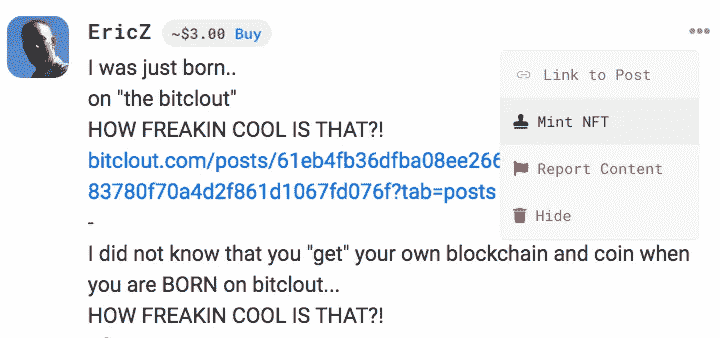 EricZ ~$3.00 Buy
I was just born..
on "the bitclout"
HOW FREAKIN COOL IS THAT?!
bitclout.com/posts/61eb4fb36dfba08ee266
83780f70a4d2f861d1067fd076f?tab=posts
-
I did not know that you "get" your own blockchain and coin when
you are BORN on bitclout...
HOW FREAKIN COOL IS THAT?!
Link to Post
Mint NFT
Report Content
Hide